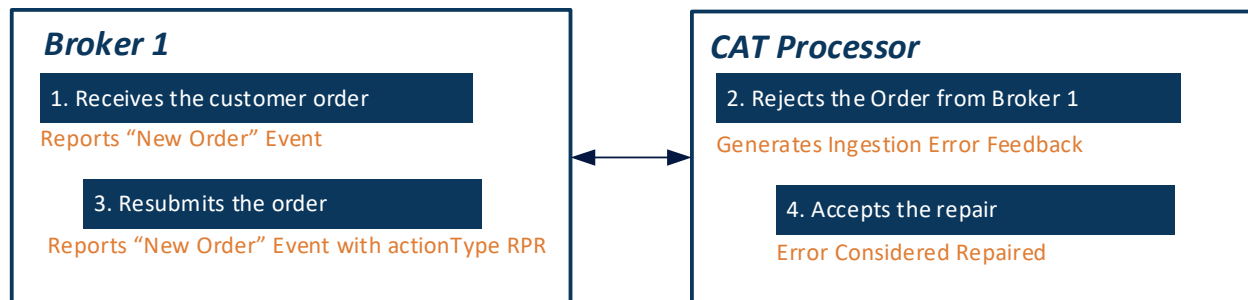 Broker 1
1. Receives the customer order
Reports “New Order” Event
3. Resubmits the order
Reports “New Order” Event with actionType RPR
CAT Processor
2. Rejects the Order from Broker 1
Generates Ingestion Error Feedback
4. Accepts the repair
Error Considered Repaired